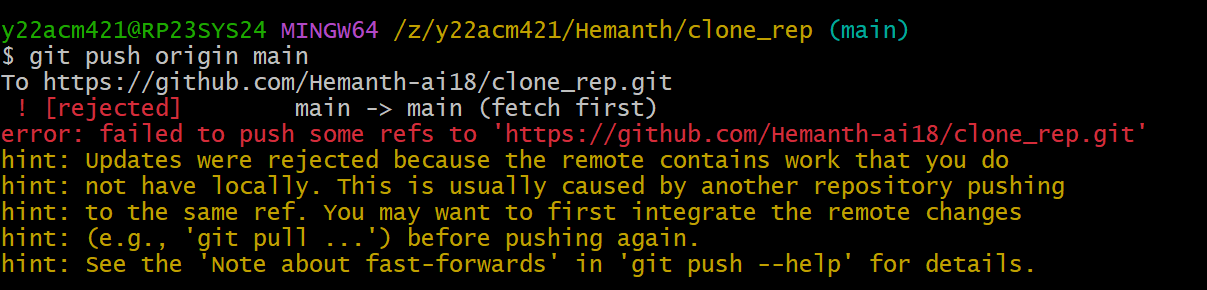 y22acm421@RP23SYS24 MINGW64 /z/y22acm421/Hemanth/clone_rep (main)
$ git push origin main
To https://github.com/Hemanth-ai18/clone_rep.git
 ! [rejected]        main -> main (fetch first)
error: failed to push some refs to 'https://github.com/Hemanth-ai18/clone_rep.git'
hint: Updates were rejected because the remote contains work that you do
hint: not have locally. This is usually caused by another repository pushing
hint: to the same ref. You may want to first integrate the remote changes
hint: (e.g., 'git pull ...') before pushing again.
hint: See the 'Note about fast-forwards' in 'git push --help' for details.